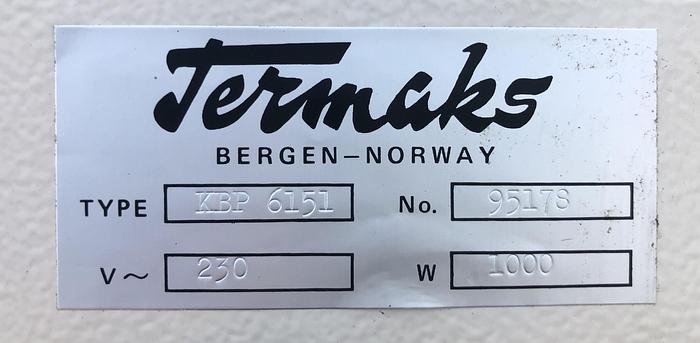 Termaks
BERGEN–NORWAY
TYPE KBP 6151 No. 95178
V~ 230 W 1000